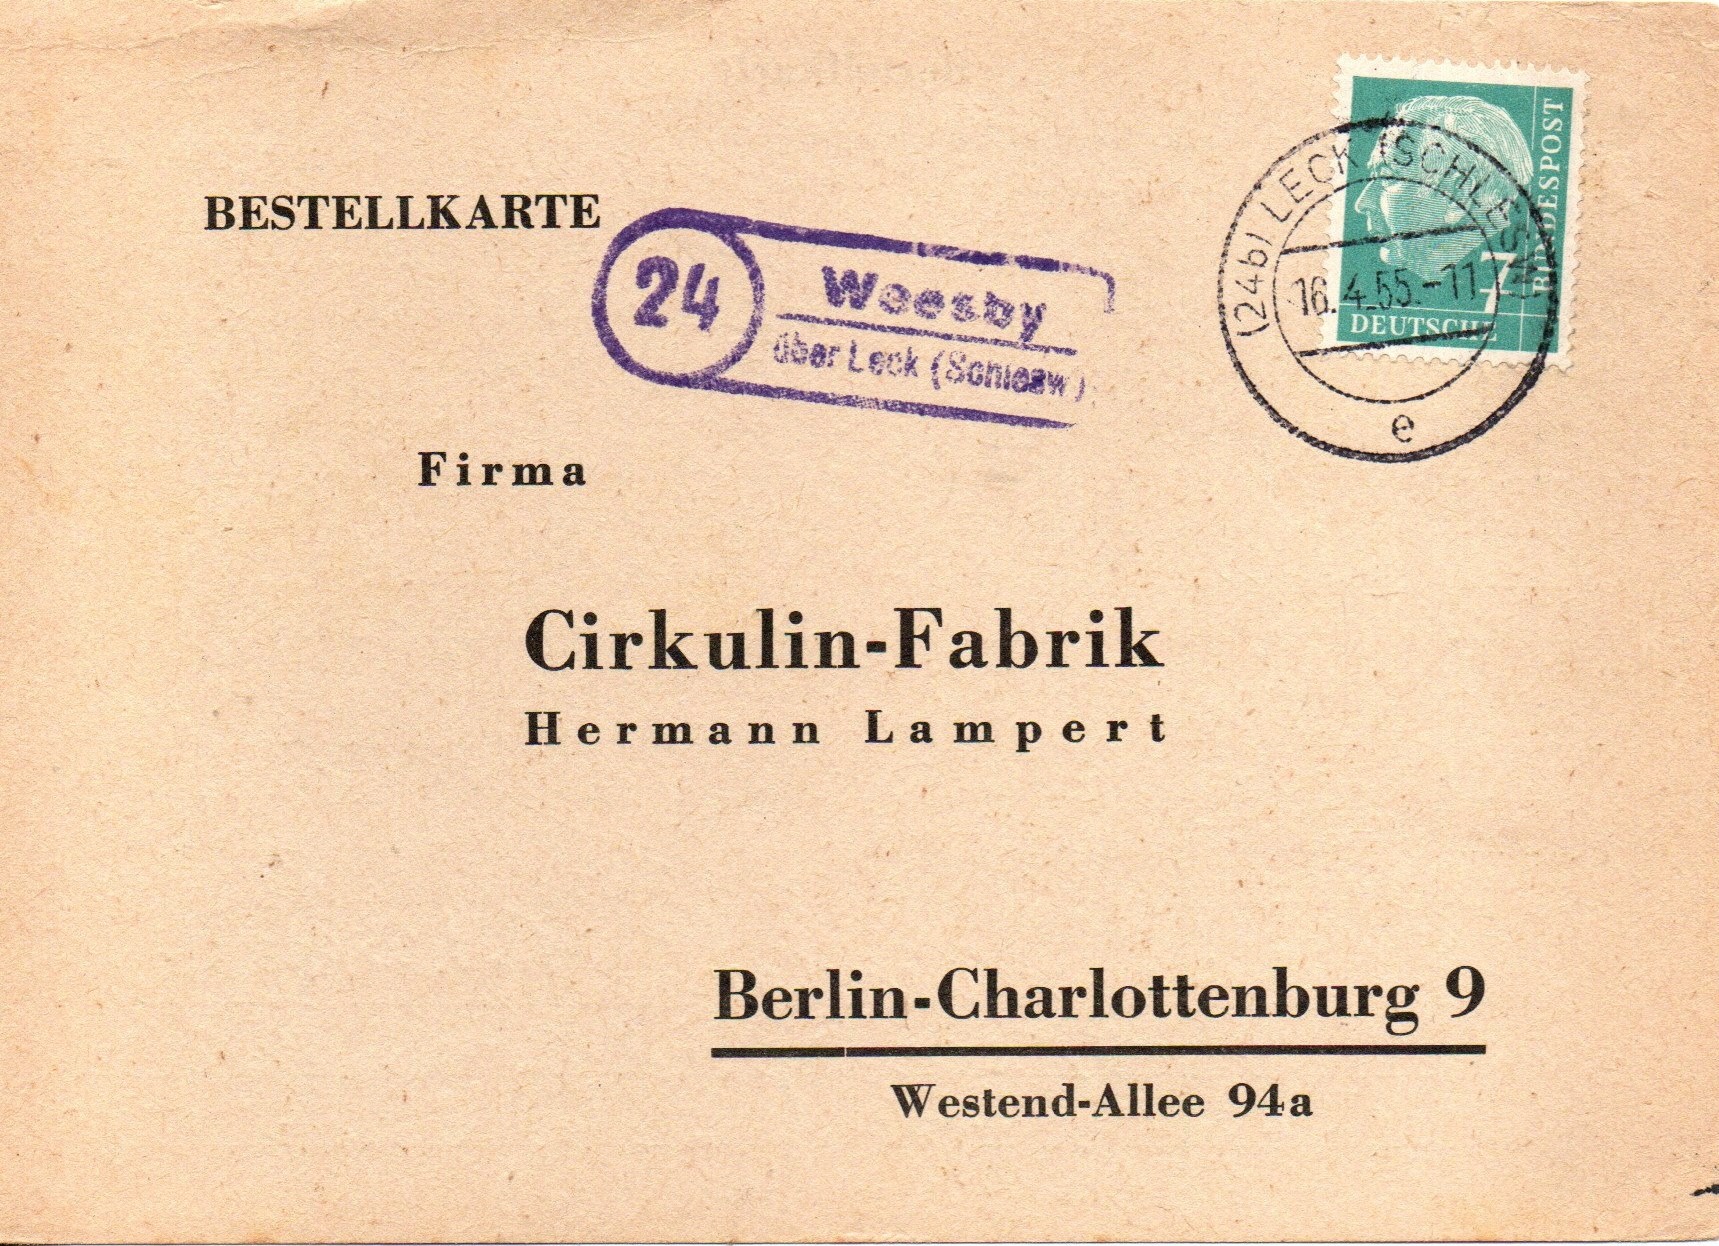 BESTELLKARTE
24
Weesby
über Leck (Schlesw)
(24b) LECK (SCHLESW)
16.4.55.-11
e
7
DEUTSCHE
BUNDESPOST
Firma
Cirkulin-Fabrik
Hermann Lampert
Berlin-Charlottenburg 9
Westend-Allee 94a